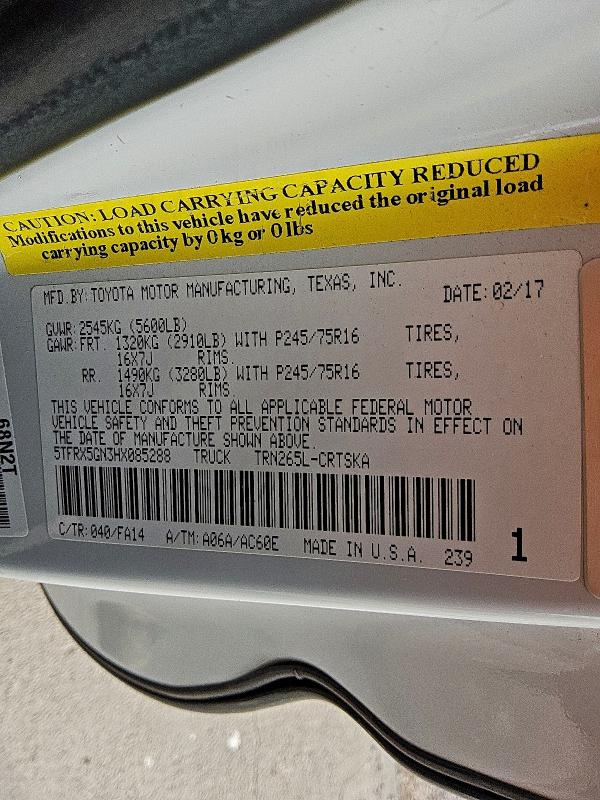 CAUTION: LOAD CARRYING CAPACITY REDUCED
Modifications to this vehicle have reduced the original load
carrying capacity by 0 kg or 0 lbs
MFD.BY:TOYOTA MOTOR MANUFACTURING, TEXAS, INC. DATE:02/17
GVWR:2545KG (5600LB)
GAWR:FRT. 1320KG (2910LB) WITH P245/75R16 TIRES,
16X7J RIMS.
RR. 1490KG (3280LB) WITH P245/75R16 TIRES,
16X7J RIMS.
THIS VEHICLE CONFORMS TO ALL APPLICABLE FEDERAL MOTOR
VEHICLE SAFETY AND THEFT PREVENTION STANDARDS IN EFFECT ON
THE DATE OF MANUFACTURE SHOWN ABOVE.
5TFRX5GN3HX085288 TRUCK TRN265L-CRTSKA
C/TR:040/FA14 A/TM:A06A/AC60E MADE IN U.S.A. 239 1
68N2T